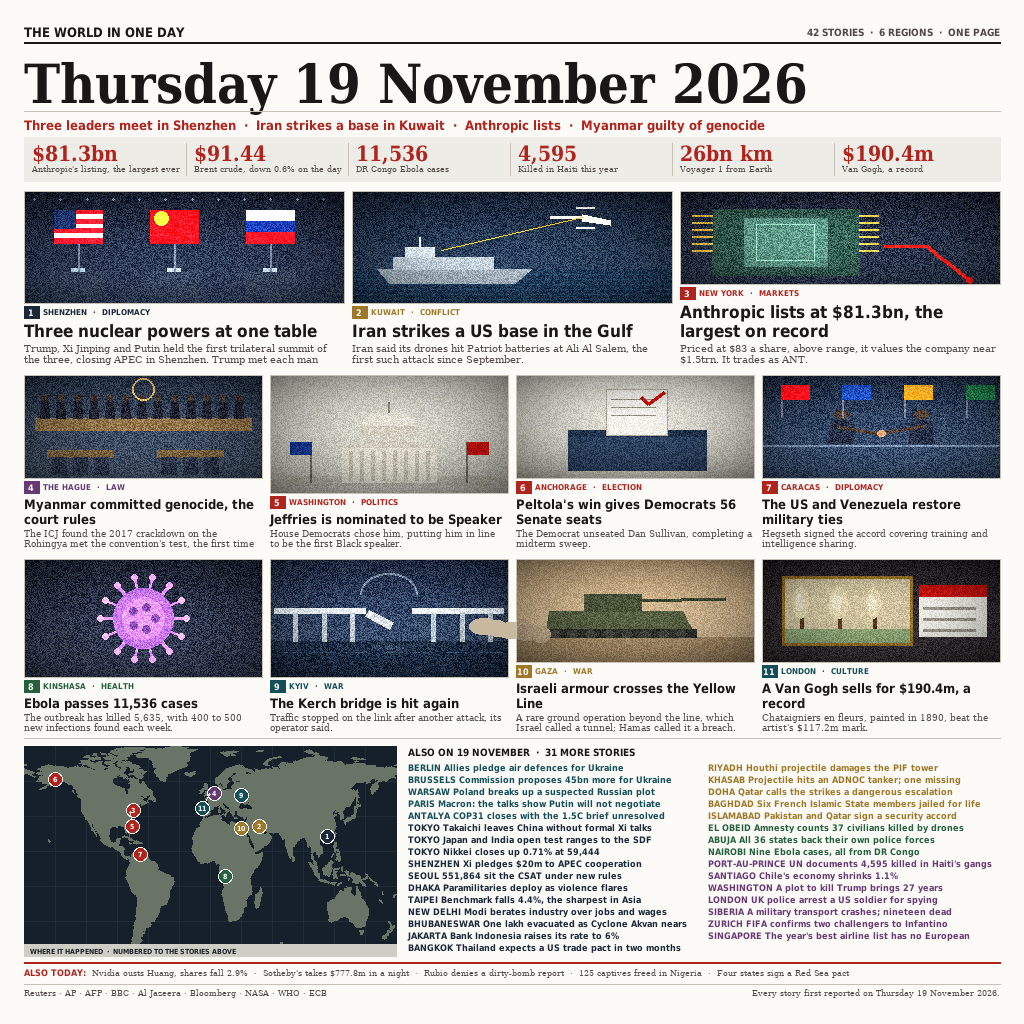 THE WORLD IN ONE DAY
42 STORIES · 6 REGIONS · ONE PAGE
Thursday 19 November 2026
Three leaders meet in Shenzhen · Iran strikes a base in Kuwait · Anthropic lists · Myanmar guilty of genocide
$81.3bn
Anthropic's listing, the largest ever
$91.44
Brent crude, down 0.6% on the day
11,536
DR Congo Ebola cases
4,595
Killed in Haiti this year
26bn km
Voyager 1 from Earth
$190.4m
Van Gogh, a record
1 SHENZHEN · DIPLOMACY
Three nuclear powers at one table
Trump, Xi Jinping and Putin held the first trilateral summit of
the three, closing APEC in Shenzhen. Trump met each man
2 KUWAIT · CONFLICT
Iran strikes a US base in the Gulf
Iran said its drones hit Patriot batteries at Ali Al Salem, the
first such attack since September.
3 NEW YORK · MARKETS
Anthropic lists at $81.3bn, the
largest on record
Priced at $83 a share, above range, it values the company near
$1.5trn. It trades as ANT.
4 THE HAGUE · LAW
Myanmar committed genocide, the
court rules
The ICJ found the 2017 crackdown on the
Rohingya met the convention's test, the first time
5 WASHINGTON · POLITICS
Jeffries is nominated to be Speaker
House Democrats chose him, putting him in line
to be the first Black speaker.
6 ANCHORAGE · ELECTION
Peltola's win gives Democrats 56
Senate seats
The Democrat unseated Dan Sullivan, completing a
midterm sweep.
7 CARACAS · DIPLOMACY
The US and Venezuela restore
military ties
Hegseth signed the accord covering training and
intelligence sharing.
8 KINSHASA · HEALTH
Ebola passes 11,536 cases
The outbreak has killed 5,635, with 400 to 500
new infections found each week.
9 KYIV · WAR
The Kerch bridge is hit again
Traffic stopped on the link after another attack, its
operator said.
10 GAZA · WAR
Israeli armour crosses the Yellow
Line
A rare ground operation beyond the line, which
Israel called a tunnel; Hamas called it a breach.
11 LONDON · CULTURE
A Van Gogh sells for $190.4m, a
record
Chataigniers en fleurs, painted in 1890, beat the
artist's $117.2m mark.
6
3
5
7
4
11
9
10
2
8
1
WHERE IT HAPPENED · NUMBERED TO THE STORIES ABOVE
ALSO ON 19 NOVEMBER · 31 MORE STORIES
BERLIN Allies pledge air defences for Ukraine
BRUSSELS Commission proposes 45bn more for Ukraine
WARSAW Poland breaks up a suspected Russian plot
PARIS Macron: the talks show Putin will not negotiate
ANTALYA COP31 closes with the 1.5C brief unresolved
TOKYO Takaichi leaves China without formal Xi talks
TOKYO Japan and India open test ranges to the SDF
TOKYO Nikkei closes up 0.71% at 59,444
SHENZHEN Xi pledges $20m to APEC cooperation
SEOUL 551,864 sit the CSAT under new rules
DHAKA Paramilitaries deploy as violence flares
TAIPEI Benchmark falls 4.4%, the sharpest in Asia
NEW DELHI Modi berates industry over jobs and wages
BHUBANESWAR One lakh evacuated as Cyclone Akvan nears
JAKARTA Bank Indonesia raises its rate to 6%
BANGKOK Thailand expects a US trade pact in two months
RIYADH Houthi projectile damages the PIF tower
KHASAB Projectile hits an ADNOC tanker; one missing
DOHA Qatar calls the strikes a dangerous escalation
BAGHDAD Six French Islamic State members jailed for life
ISLAMABAD Pakistan and Qatar sign a security accord
EL OBEID Amnesty counts 37 civilians killed by drones
ABUJA All 36 states back their own police forces
NAIROBI Nine Ebola cases, all from DR Congo
PORT-AU-PRINCE UN documents 4,595 killed in Haiti's gangs
SANTIAGO Chile's economy shrinks 1.1%
WASHINGTON A plot to kill Trump brings 27 years
LONDON UK police arrest a US soldier for spying
SIBERIA A military transport crashes; nineteen dead
ZURICH FIFA confirms two challengers to Infantino
SINGAPORE The year's best airline list has no European
ALSO TODAY: Nvidia ousts Huang, shares fall 2.9% · Sotheby's takes $777.8m in a night · Rubio denies a dirty-bomb report · 125 captives freed in Nigeria · Four states sign a Red Sea pact
Reuters · AP · AFP · BBC · Al Jazeera · Bloomberg · NASA · WHO · ECB
Every story first reported on Thursday 19 November 2026.